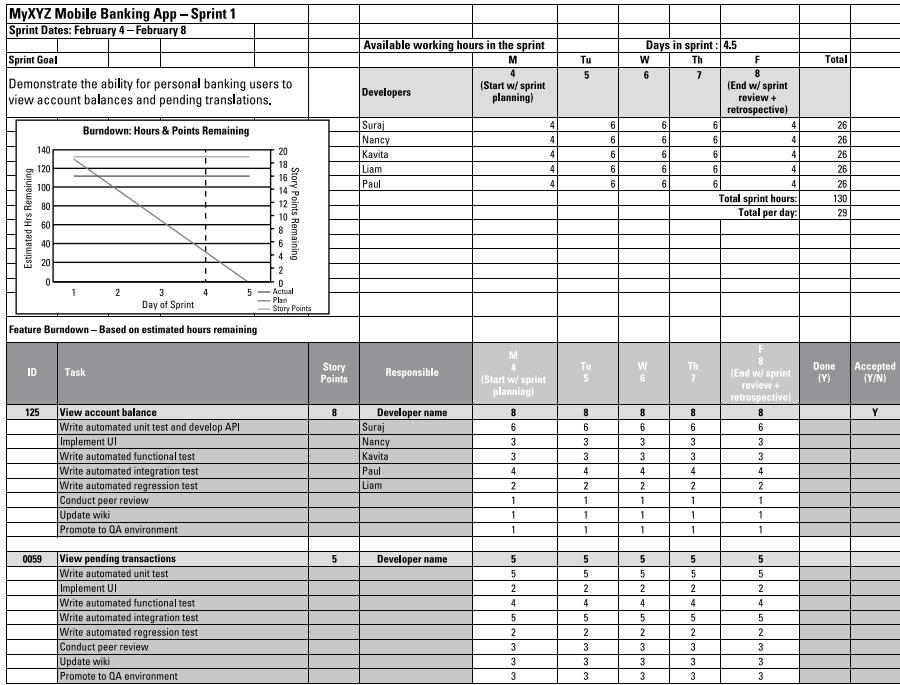 MyXYZ Mobile Banking App – Sprint 1
Sprint Dates: February 4 – February 8
Available working hours in the sprint Days in sprint : 4.5
Sprint Goal M Tu W Th F Total
Demonstrate the ability for personal banking users to
view account balances and pending translations.
Developers 4 (Start w/ sprint planning) 5 6 7 8 (End w/ sprint review + retrospective)
Suraj 4 6 6 6 4 26
Nancy 4 6 6 6 4 26
Kavita 4 6 6 6 4 26
Liam 4 6 6 6 4 26
Paul 4 6 6 6 4 26
Total sprint hours: 130
Total per day: 29
Burndown: Hours & Points Remaining
Estimated Hrs Remaining
140
120
100
80
60
40
20
0
20
18
16
14
12
10
8
6
4
2
0
Story Points Remaining
1 2 3 4 5
Day of Sprint
Actual
Plan
Story Points
Feature Burndown – Based on estimated hours remaining
ID Task Story Points Responsible M 4 (Start w/ sprint planning) Tu 5 W 6 Th 7 F 8 (End w/ sprint review + retrospective) Done (Y) Accepted (Y/N)
125 View account balance 8 Developer name 8 8 8 8 8 Y
Write automated unit test and develop API Suraj 6 6 6 6 6
Implement UI Nancy 3 3 3 3 3
Write automated functional test Kavita 3 3 3 3 3
Write automated integration test Paul 4 4 4 4 4
Write automated regression test Liam 2 2 2 2 2
Conduct peer review 1 1 1 1 1
Update wiki 1 1 1 1 1
Promote to QA environment 1 1 1 1 1
0059 View pending transactions 5 Developer name 5 5 5 5 5
Write automated unit test 5 5 5 5 5
Implement UI 2 2 2 2 2
Write automated functional test 4 4 4 4 4
Write automated integration test 5 5 5 5 5
Write automated regression test 2 2 2 2 2
Conduct peer review 3 3 3 3 3
Update wiki 3 3 3 3 3
Promote to QA environment 3 3 3 3 3